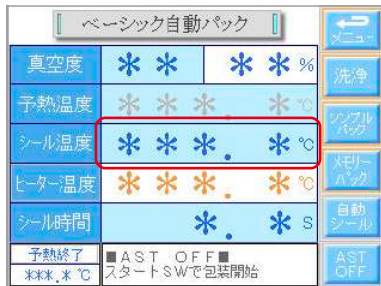 ベーシック自動パック
メニュー
真空度 ** **%
洗浄
予熱温度 ***.*℃
シンプル
パック
シール温度 ***.*℃
メモリー
パック
ヒーター温度 ***.*℃
自動
シール
シール時間 *.*S
予熱終了
***.*℃
■AST OFF■
スタートSWで包装開始
AST
OFF